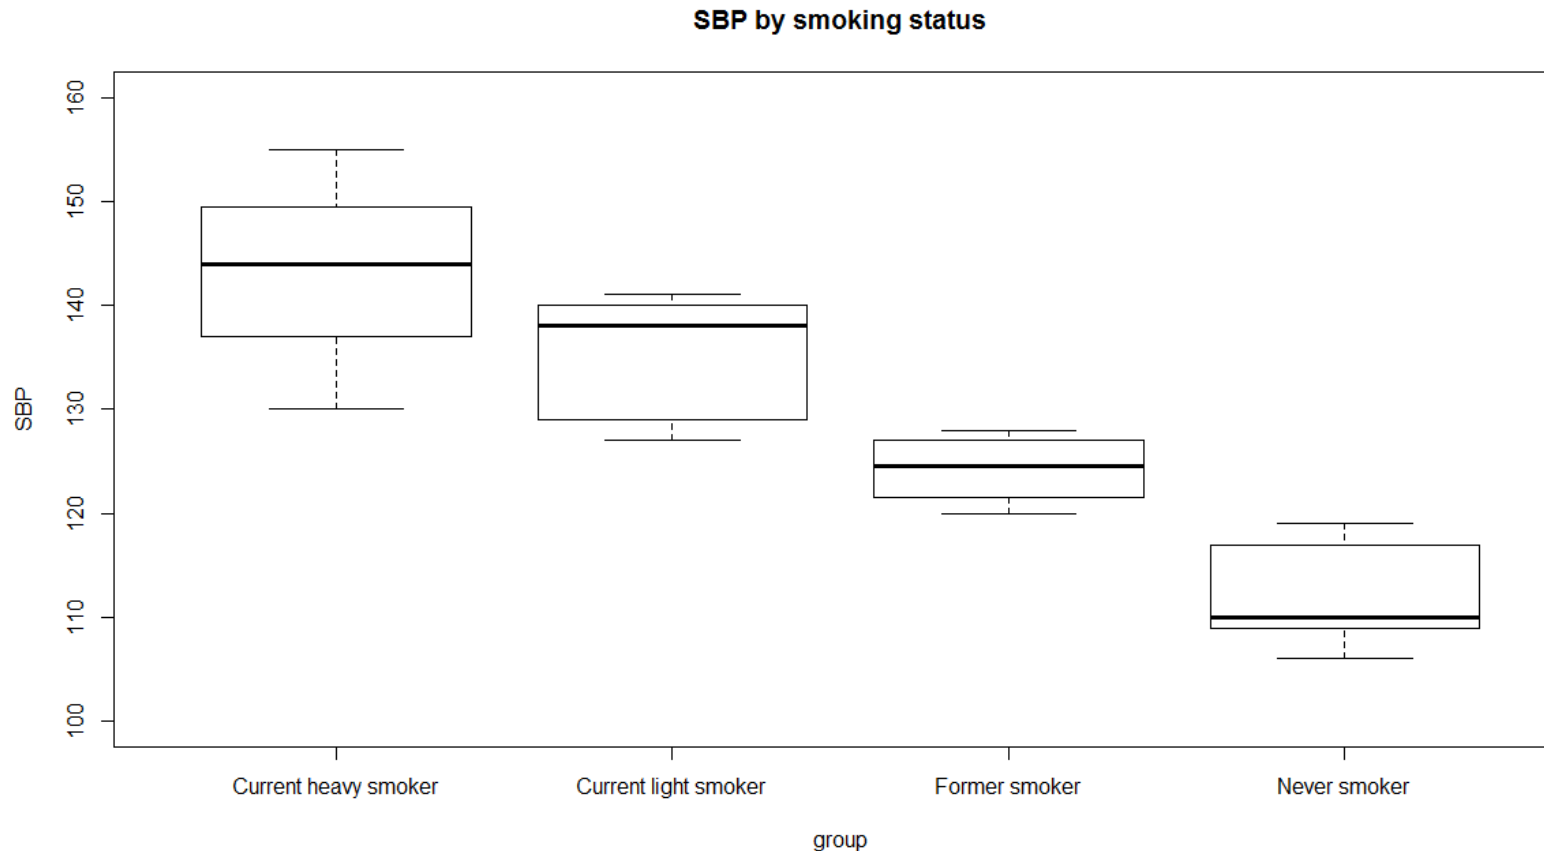 SBP by smoking status
SBP
160
150
140
130
120
110
100
Current heavy smoker
Current light smoker
Former smoker
Never smoker
group